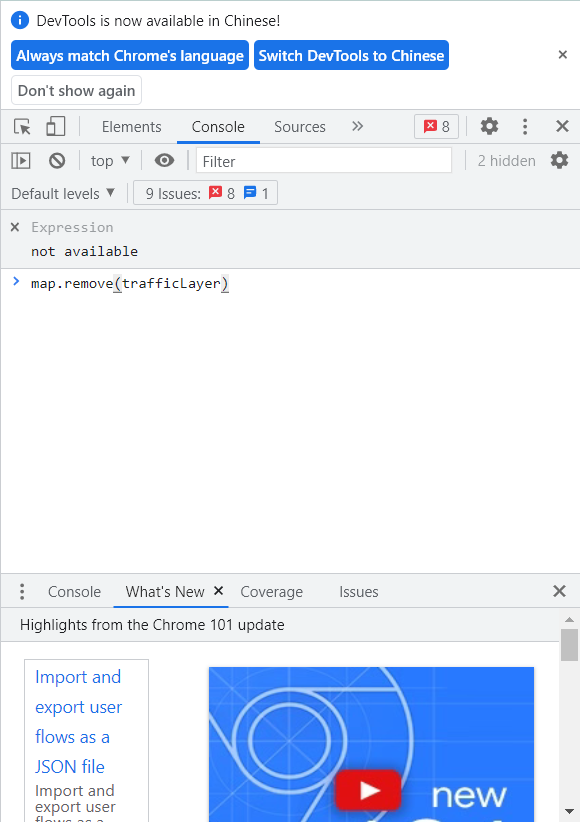 DevTools is now available in Chinese!
Always match Chrome's language Switch DevTools to Chinese
Don't show again
Elements Console Sources 8
top Filter 2 hidden
Default levels 9 Issues: 8 1
Expression
not available
map.remove(trafficLayer)
Console What's New Coverage Issues
Highlights from the Chrome 101 update
Import and
export user
flows as a
JSON file
Import and
export user
flows as a
new